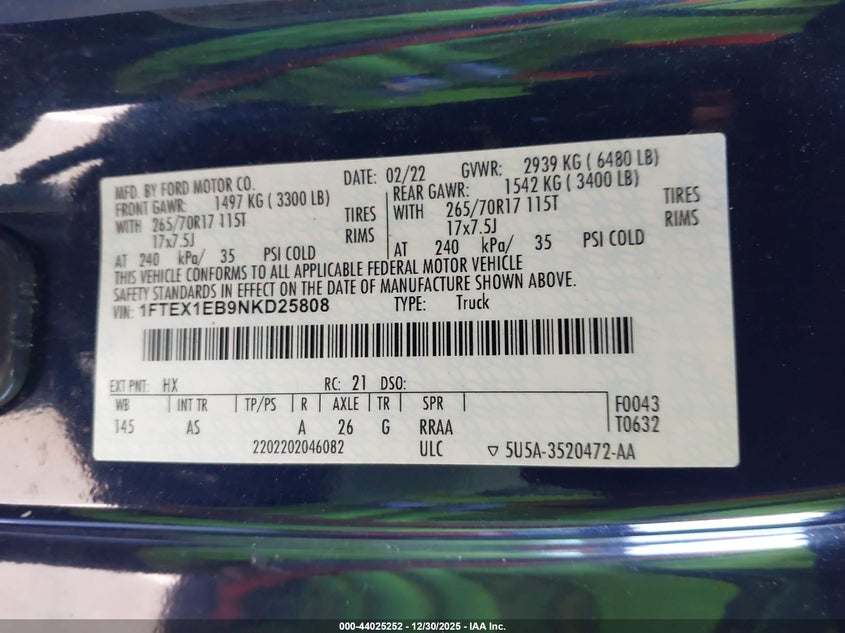 MFD. BY FORD MOTOR CO. DATE: 02/22 GVWR: 2939 KG ( 6480 LB)
FRONT GAWR: 1497 KG ( 3300 LB) REAR GAWR: 1542 KG ( 3400 LB)
WITH 265/70R17 115T TIRES WITH 265/70R17 115T TIRES
17x7.5J RIMS 17x7.5J RIMS
AT 240 kPa/ 35 PSI COLD AT 240 kPa/ 35 PSI COLD
THIS VEHICLE CONFORMS TO ALL APPLICABLE FEDERAL MOTOR VEHICLE
SAFETY STANDARDS IN EFFECT ON THE DATE OF MANUFACTURE SHOWN ABOVE.
VIN: 1FTEX1EB9NKD25808 TYPE: Truck
EXT PNT: HX RC: 21 DSO:
WB INT TR TP/PS R AXLE TR SPR F0043
145 AS A 26 G RRAA T0632
2202202046082 ULC ▽ 5U5A-3520472-AA
000-44025252 - 12/30/2025 - IAA Inc.